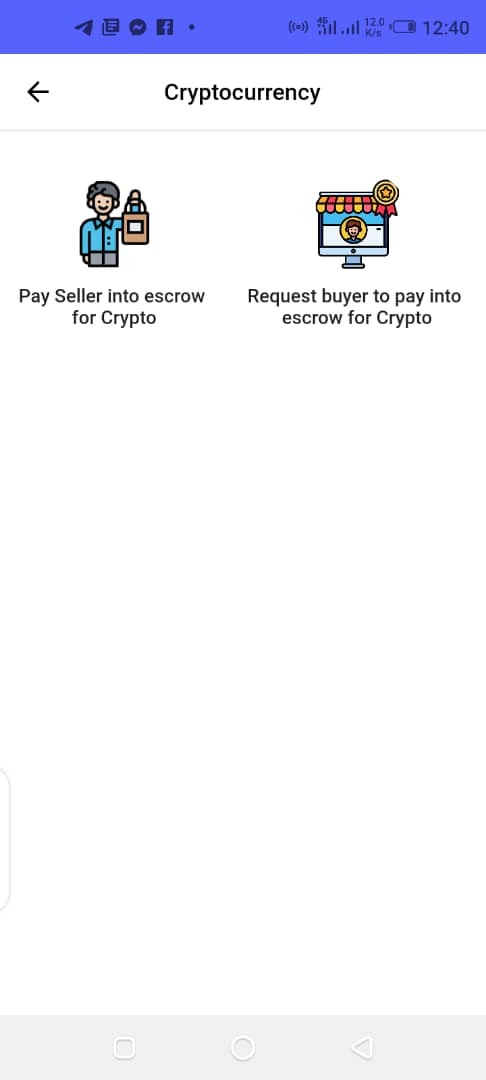 4G
12.0
K/s
12:40
Cryptocurrency
Pay Seller into escrow
for Crypto
Request buyer to pay into
escrow for Crypto